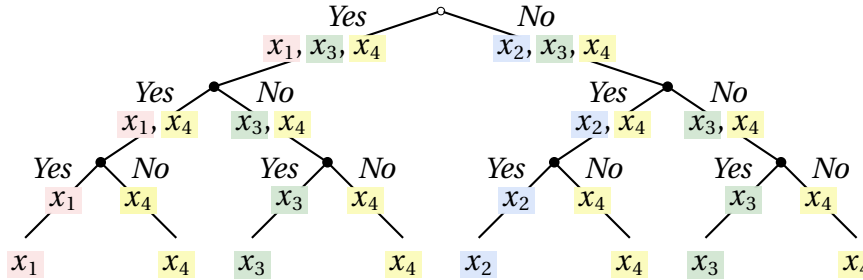 Yes No
x₁, x₃, x₄ x₂, x₃, x₄
Yes No Yes No
x₁, x₄ x₃, x₄ x₂, x₄ x₃, x₄
Yes No Yes No Yes No Yes No
x₁ x₄ x₃ x₄ x₂ x₄ x₃ x₄
x₁ x₄ x₃ x₄ x₂ x₄ x₃ x₄